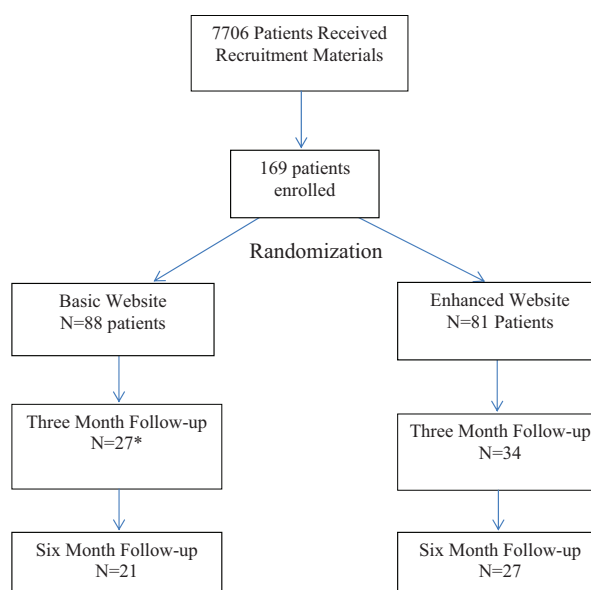 7706 Patients Received
Recruitment Materials
169 patients
enrolled
Randomization
Basic Website
N=88 patients
Enhanced Website
N=81 Patients
Three Month Follow-up
N=27*
Three Month Follow-up
N=34
Six Month Follow-up
N=21
Six Month Follow-up
N=27